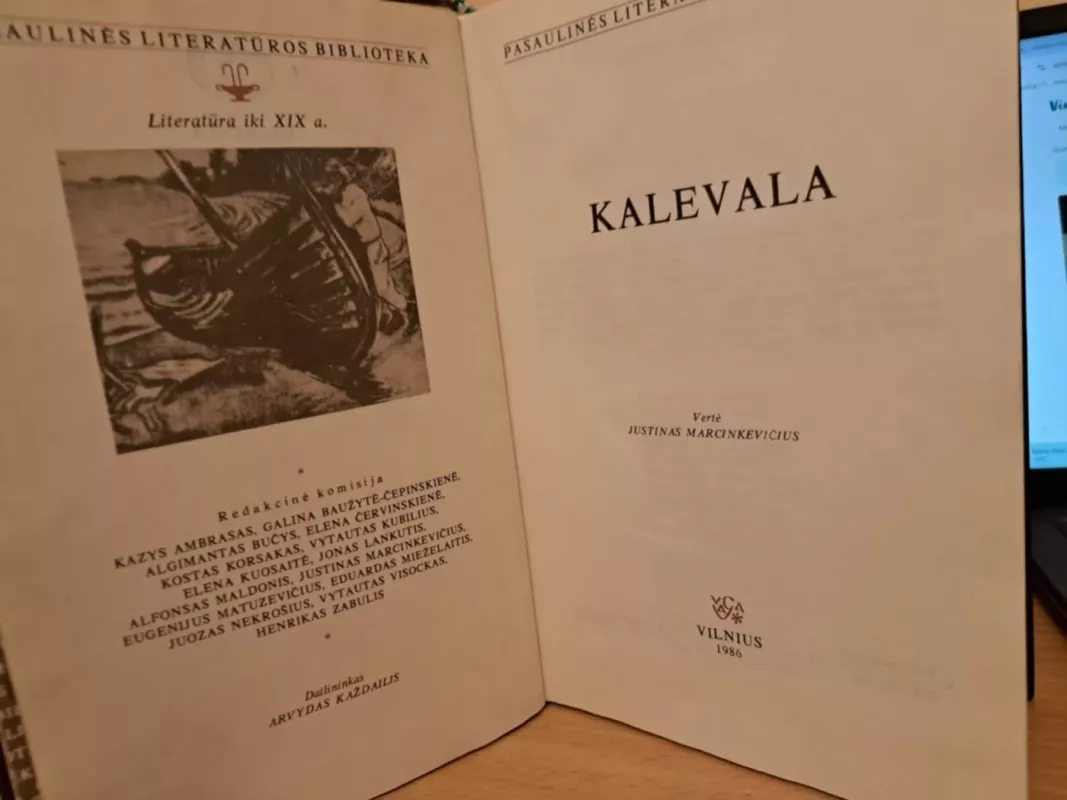 AULINĖS LITERATŪROS BIBLIOTEKA
Literatūra iki XIX a.
*
Redakcinė komisija
KAZYS AMBRASAS, GALINA BAUŽYTĖ-ČEPINSKIENĖ,
ALGIMANTAS BUČYS, ELENA ČERVINSKIENĖ,
KOSTAS KORSAKAS, VYTAUTAS KUBILIUS,
ELENA KUOSAITĖ, JONAS LANKUTIS,
ALFONSAS MALDONIS, JUSTINAS MARCINKEVIČIUS,
EUGENIJUS MATUZEVIČIUS, EDUARDAS MIEŽELAITIS,
JUOZAS NEKROŠIUS, VYTAUTAS VISOCKAS,
HENRIKAS ZABULIS
*
Dailininkas
ARVYDAS KAŽDAILIS
PASAULINĖS LITERA
KALEVALA
Vertė
JUSTINAS MARCINKEVIČIUS
VILNIUS
1986